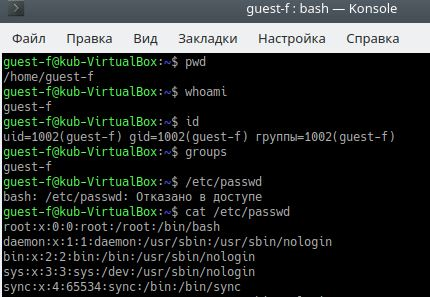 guest-f : bash — Konsole
Файл Правка Вид Закладки Настройка Справка
guest-f@kub-VirtualBox:~$ pwd
/home/guest-f
guest-f@kub-VirtualBox:~$ whoami
guest-f
guest-f@kub-VirtualBox:~$ id
uid=1002(guest-f) gid=1002(guest-f) группы=1002(guest-f)
guest-f@kub-VirtualBox:~$ groups
guest-f
guest-f@kub-VirtualBox:~$ /etc/passwd
bash: /etc/passwd: Отказано в доступе
guest-f@kub-VirtualBox:~$ cat /etc/passwd
root:x:0:0:root:/root:/bin/bash
daemon:x:1:1:daemon:/usr/sbin:/usr/sbin/nologin
bin:x:2:2:bin:/bin:/usr/sbin/nologin
sys:x:3:3:sys:/dev:/usr/sbin/nologin
sync:x:4:65534:sync:/bin:/bin/sync